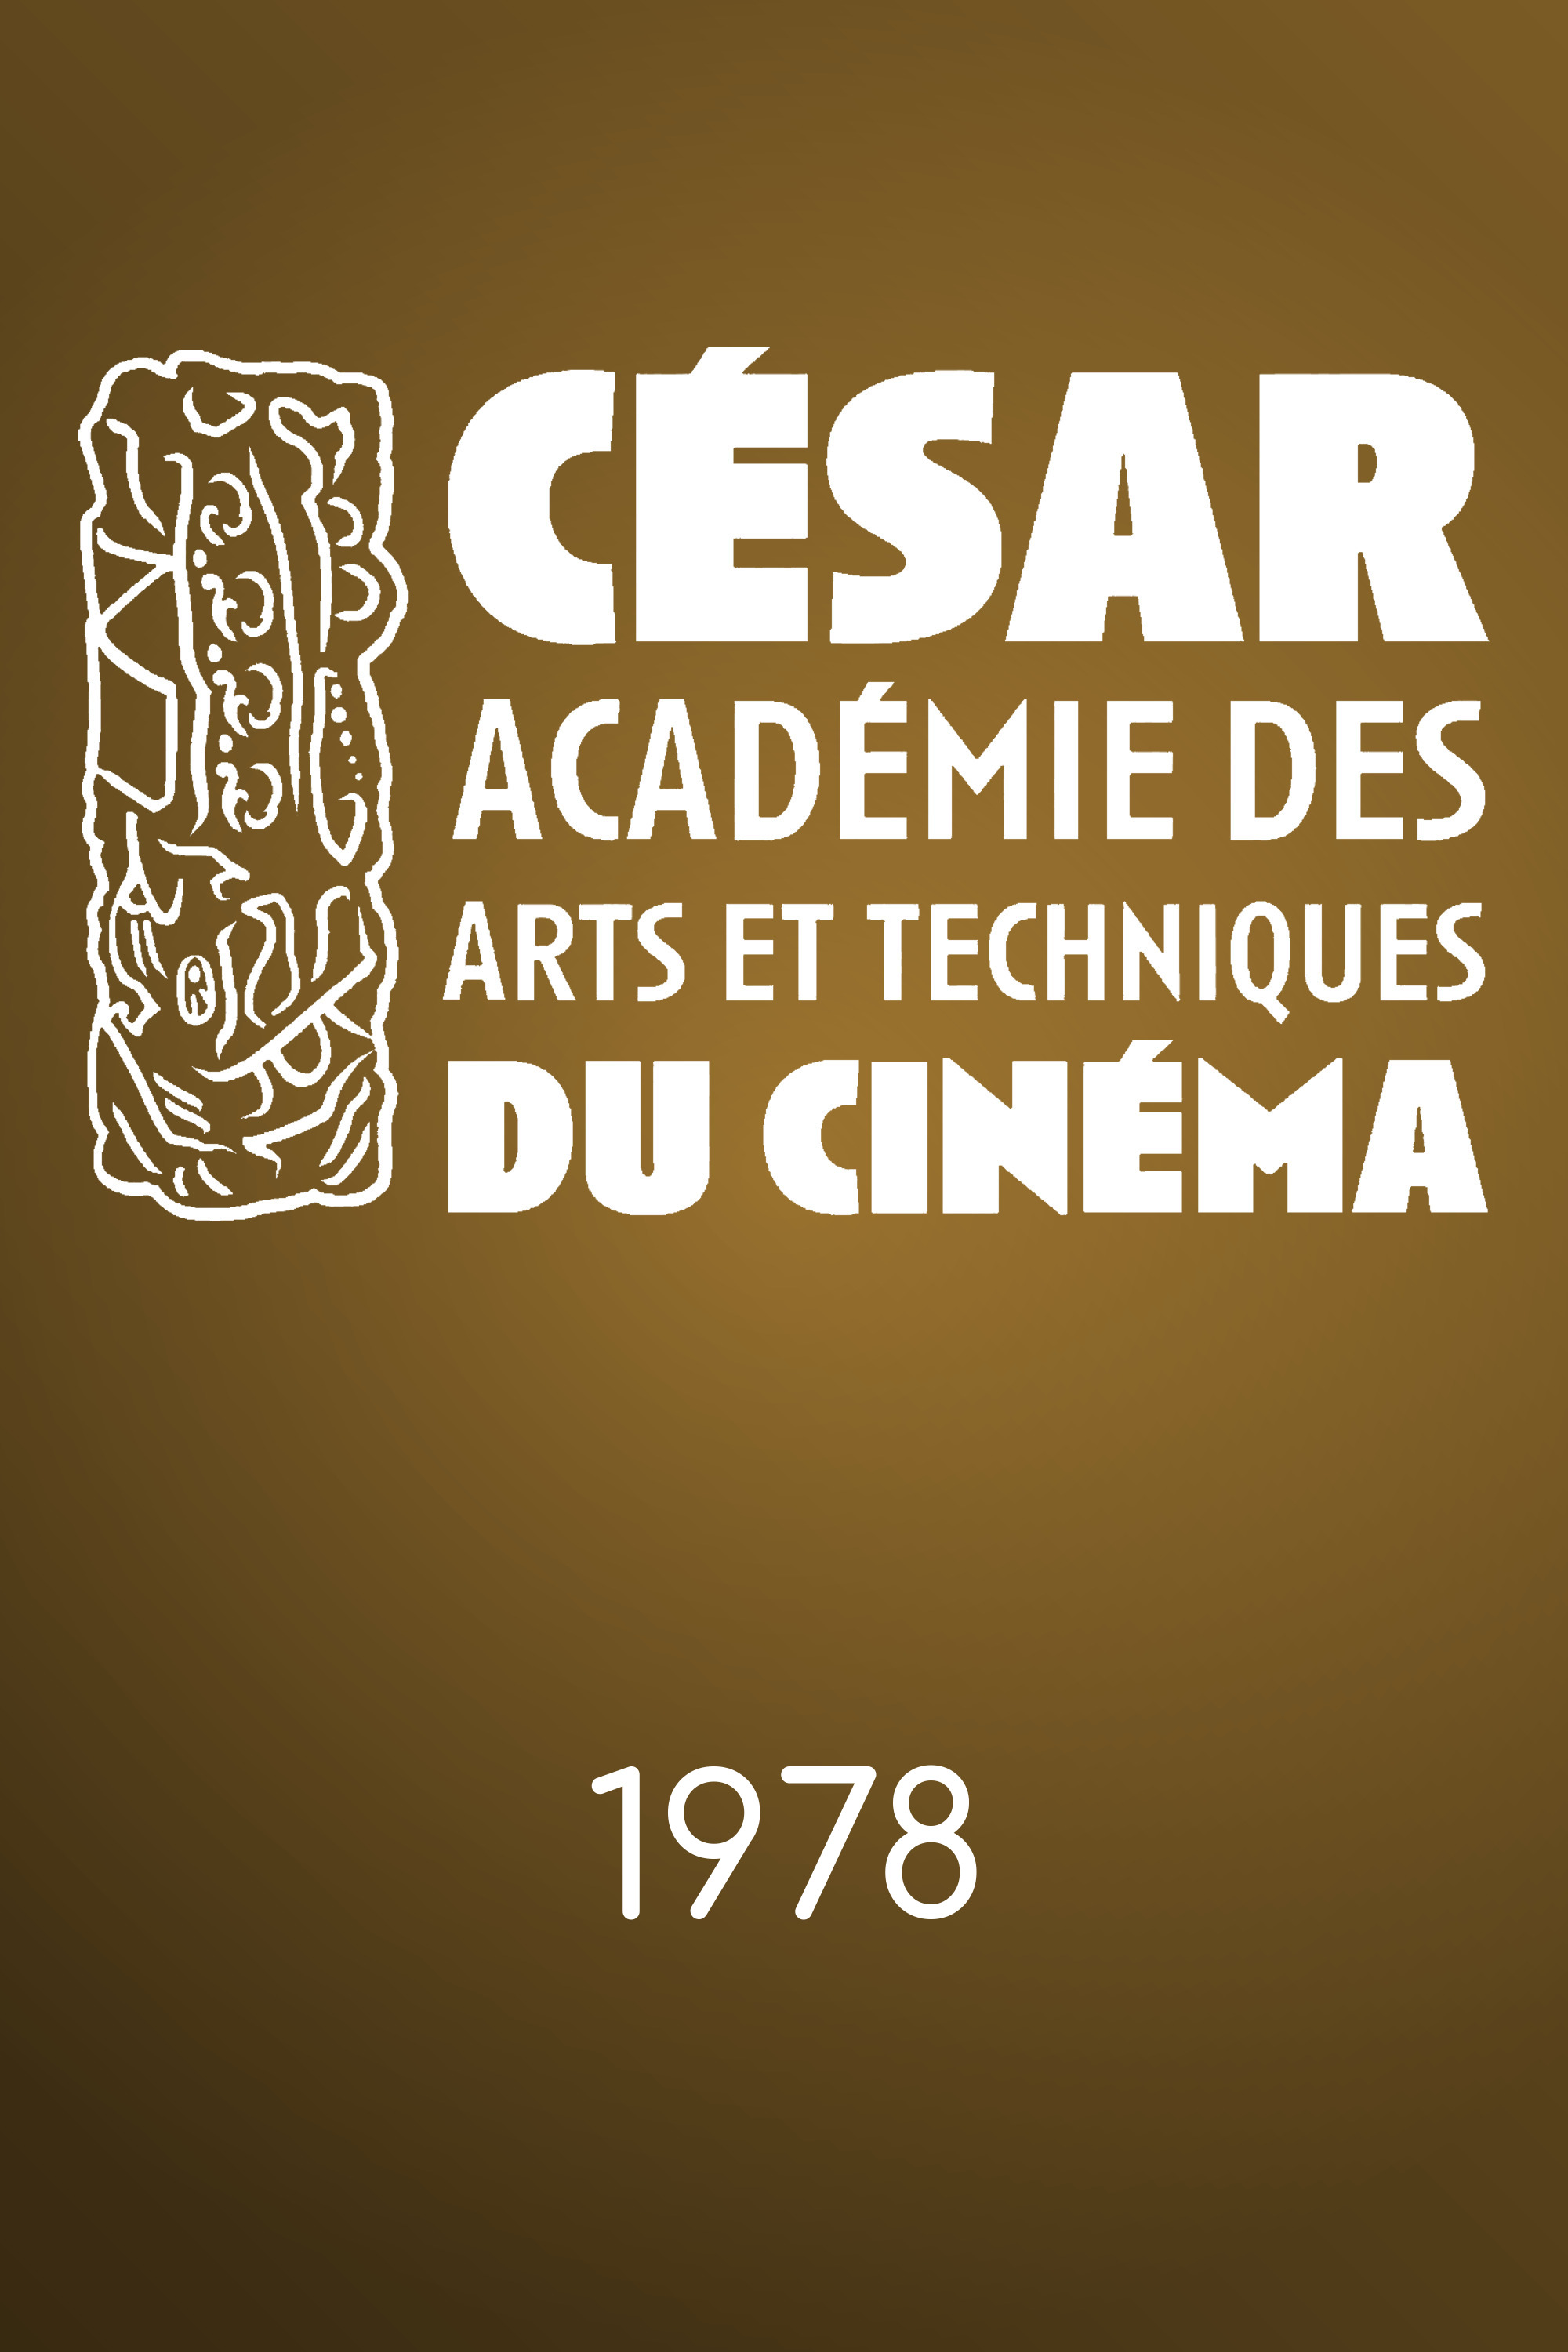 CÉSAR
ACADÉMIE DES
ARTS ET TECHNIQUES
DU CINÉMA
1978